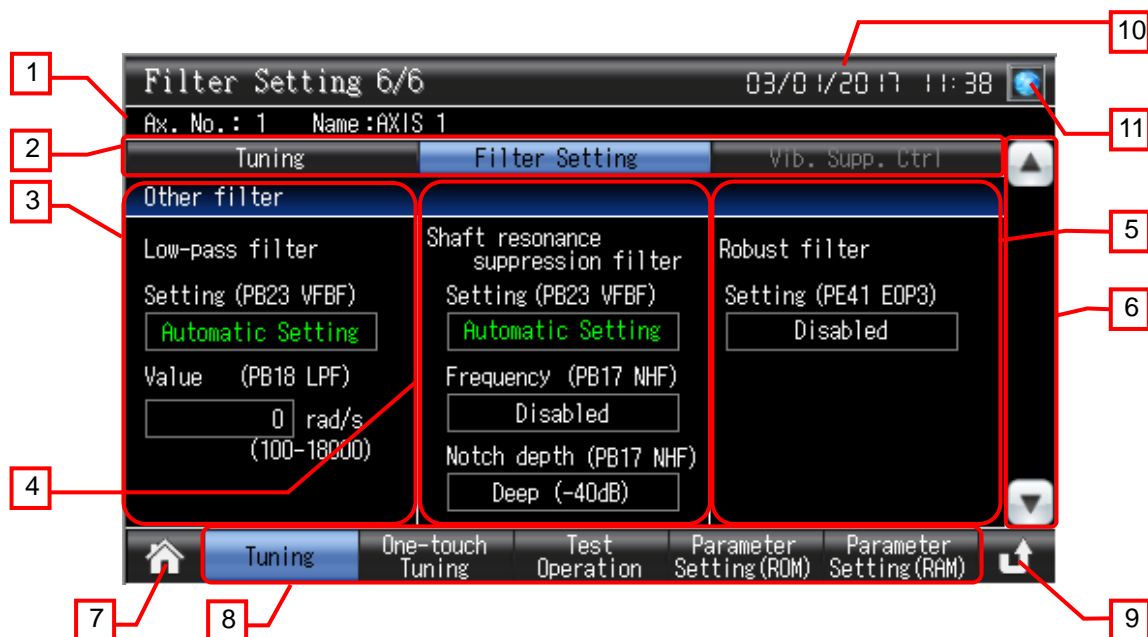 10
1
Filter Setting 6/6 03/01/2017 11:38
11
Ax. No.: 1 Name:AXIS 1
2
Tuning Filter Setting Vib. Supp. Ctrl
3
Other filter
5
Low-pass filter
Setting (PB23 VFBF)
Automatic Setting
Value (PB18 LPF)
0 rad/s
(100-18000)
Shaft resonance
suppression filter
Setting (PB23 VFBF)
Automatic Setting
Frequency (PB17 NHF)
Disabled
Notch depth (PB17 NHF)
Deep (-40dB)
Robust filter
Setting (PE41 EOP3)
Disabled
6
4
Tuning
One-touch
Tuning
Test
Operation
Parameter
Setting(ROM)
Parameter
Setting(RAM)
7
8
9